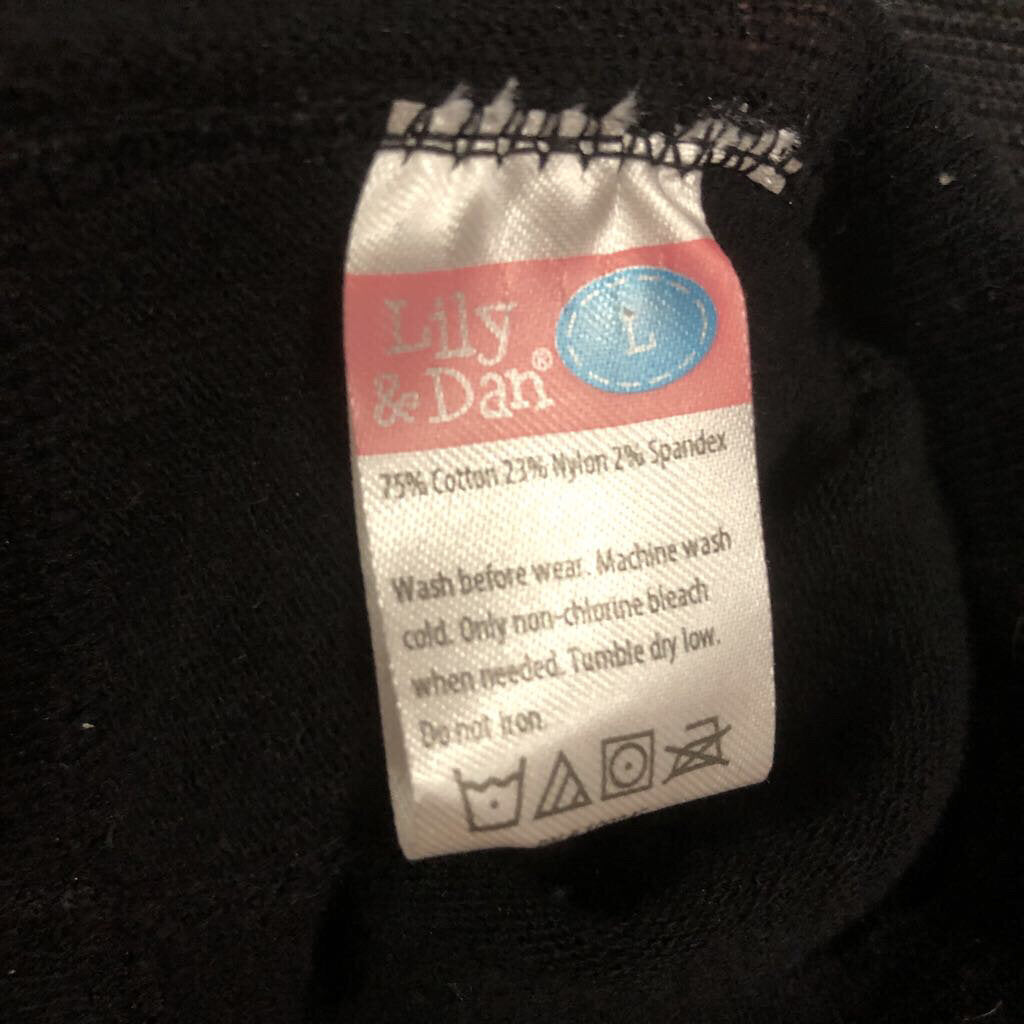 Lily
& Dan®
L
75% Cotton 23% Nylon 2% Spandex
Wash before wear. Machine wash
cold. Only non-chlorine bleach
when needed. Tumble dry low.
Do not iron.